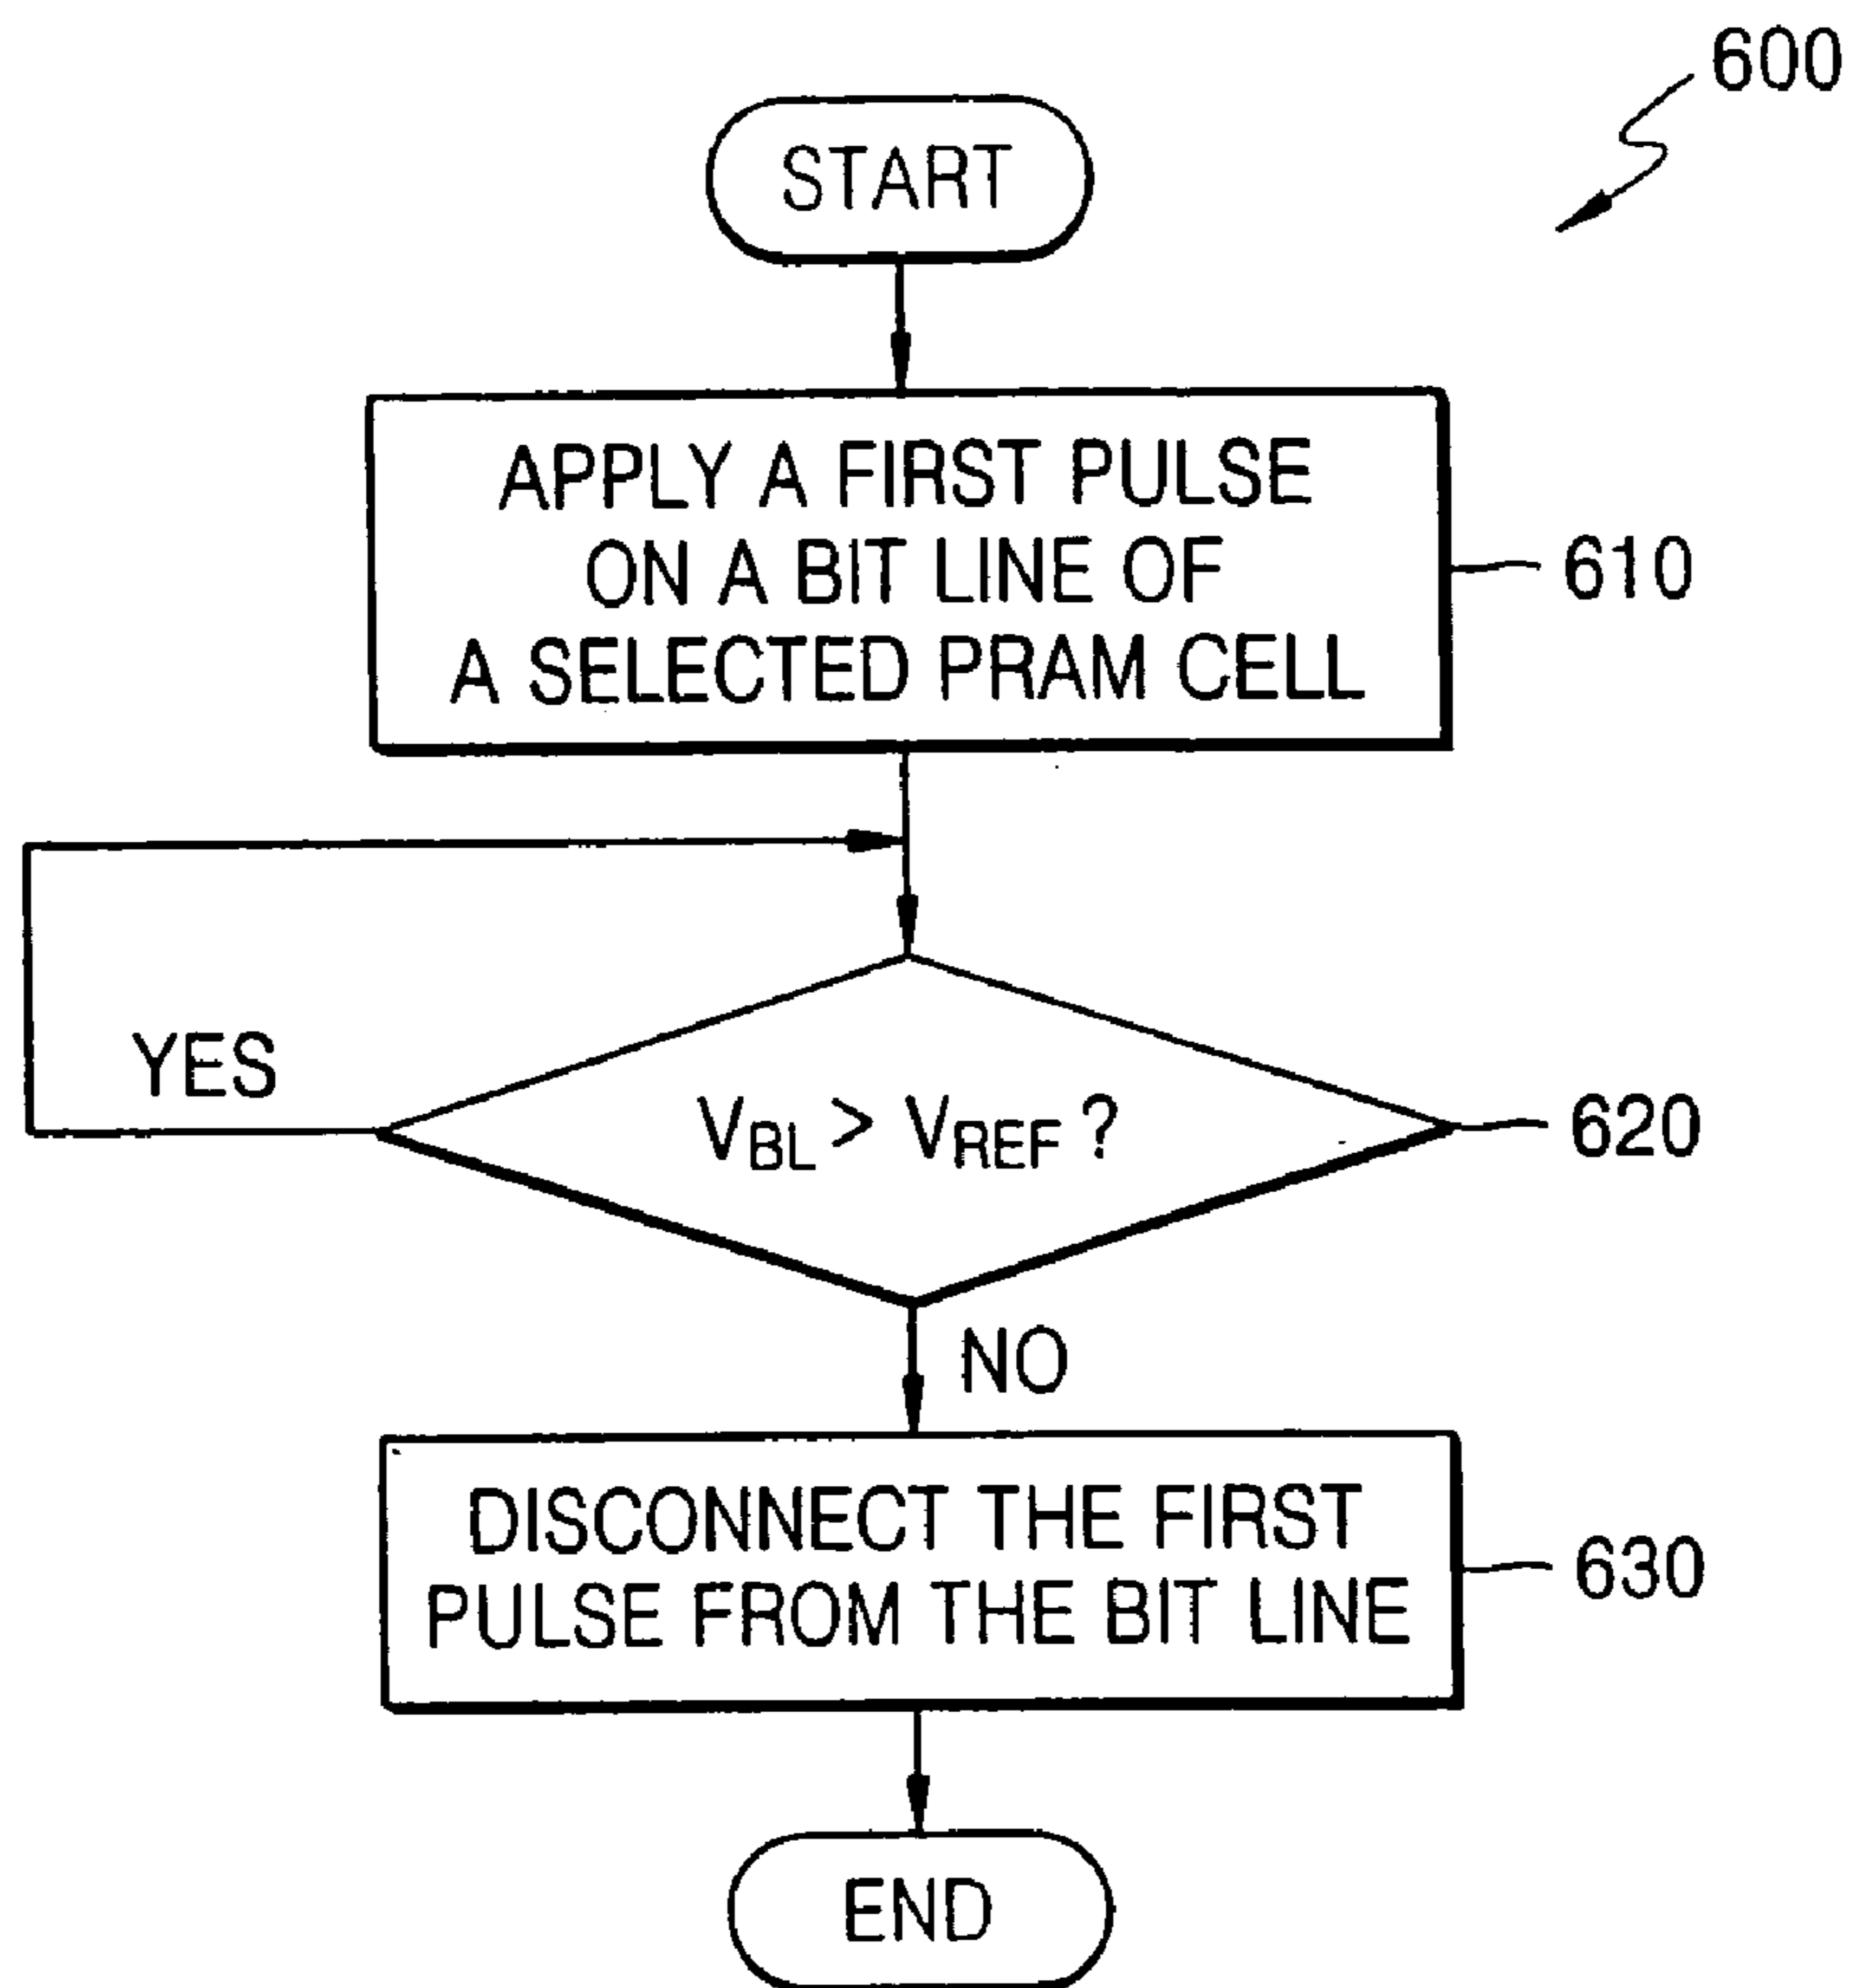 600
START
APPLY A FIRST PULSE
ON A BIT LINE OF
A SELECTED PRAM CELL
610
YES
VBL > VREF ?
620
NO
DISCONNECT THE FIRST
PULSE FROM THE BIT LINE
630
END